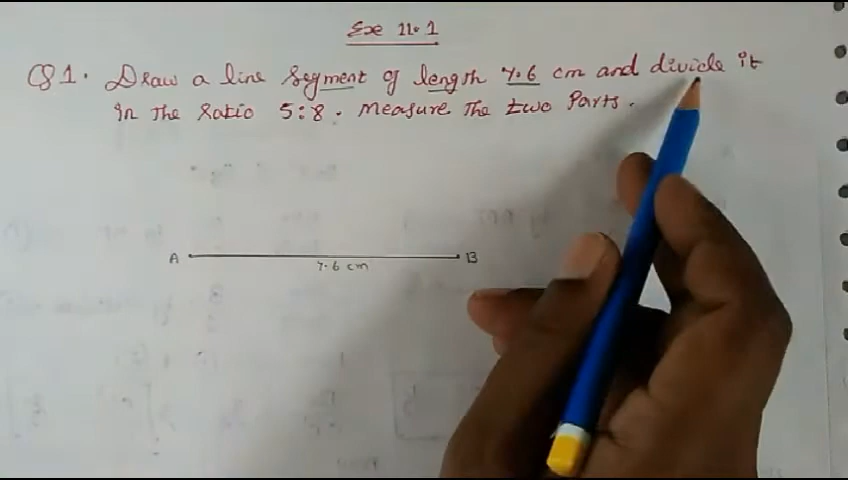 Exe 11.1
Q1. Draw a line segment of length 7.6 cm and divide it
in the ratio 5:8. Measure The two Parts.
A B
7.6 cm